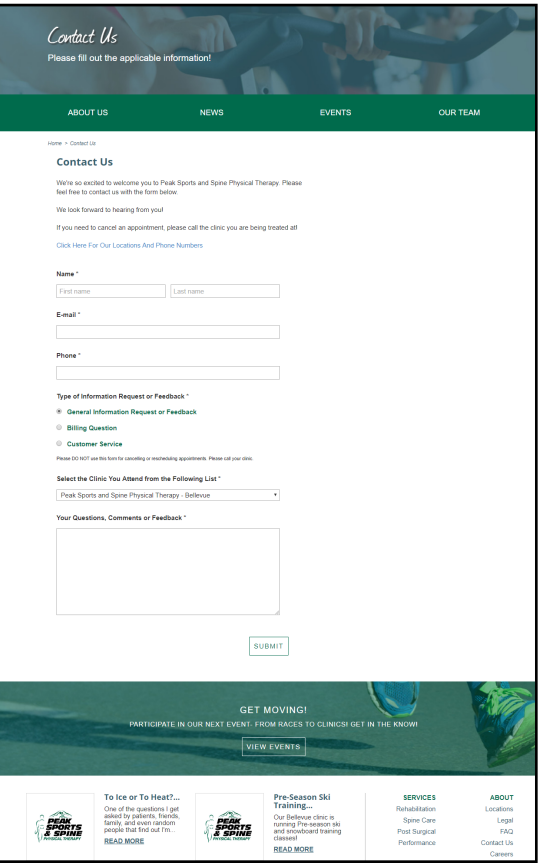 Contact Us
Please fill out the applicable information!
ABOUT US NEWS EVENTS OUR TEAM
Home > Contact Us
Contact Us
We're so excited to welcome you to Peak Sports and Spine Physical Therapy. Please
feel free to contact us with the form below.
We look forward to hearing from you!
If you need to cancel an appointment, please call the clinic you are being treated at!
Click Here For Our Locations And Phone Numbers
Name *
First name Last name
E-mail *
Phone *
Type of Information Request or Feedback *
General Information Request or Feedback
Billing Question
Customer Service
Please DO NOT use this form for cancelling or rescheduling appointments. Please call your clinic.
Select the Clinic You Attend from the Following List *
Peak Sports and Spine Physical Therapy - Bellevue
Your Questions, Comments or Feedback *
SUBMIT
GET MOVING!
PARTICIPATE IN OUR NEXT EVENT- FROM RACES TO CLINICS! GET IN THE KNOW!
VIEW EVENTS
PEAK
SPORTS
& SPINE
PHYSICAL THERAPY
To Ice or To Heat?...
One of the questions I get
asked by patients, friends,
family, and even random
people that find out I'm...
READ MORE
PEAK
SPORTS
& SPINE
PHYSICAL THERAPY
Pre-Season Ski
Training...
Our Bellevue clinic is
running Pre-season ski
and snowboard training
classes!
READ MORE
SERVICES
Rehabilitation
Spine Care
Post Surgical
Performance
ABOUT
Locations
Legal
FAQ
Contact Us
Careers